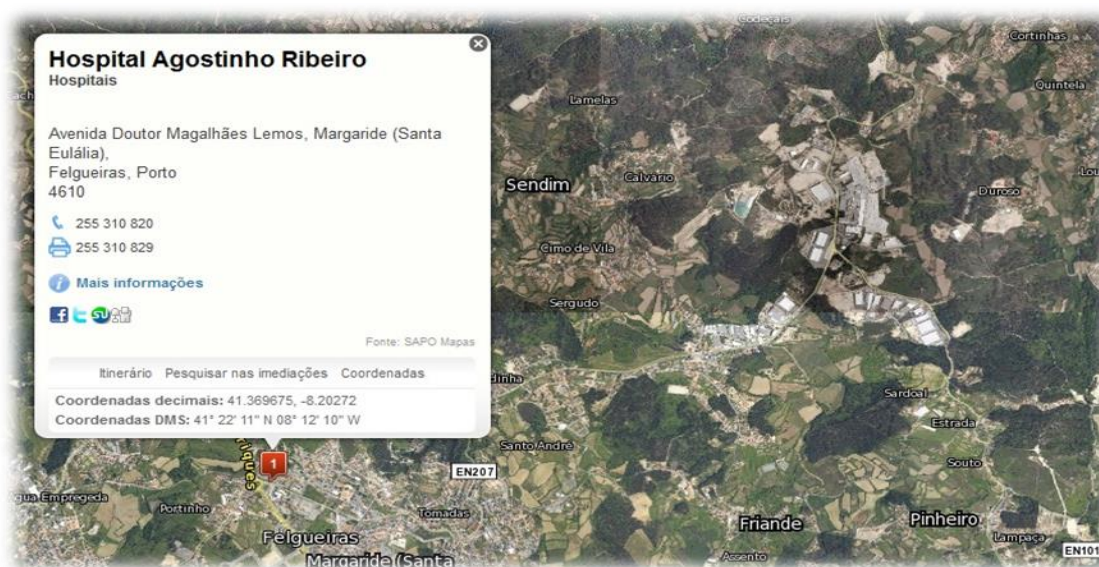 Hospital Agostinho Ribeiro
Hospitais
Avenida Doutor Magalhães Lemos, Margaride (Santa
Eulália),
Felgueiras, Porto
4610
255 310 820
255 310 829
Mais informações
Fonte: SAPO Mapas
Itinerário Pesquisar nas imediações Coordenadas
Coordenadas decimais: 41.369675, -8.20272
Coordenadas DMS: 41° 22' 11" N 08° 12' 10" W
1
Cortinhas
Quintela
Lamelas
Sendim
Calvário
Duroso
Cimo de Vila
Sergudo
Sardoal
Estrada
Santo André
Souto
EN207
Portinho
Tomadas
Felgueiras
Friande
Pinheiro
Lampaça
Margaride (Santa
Assento
EN101